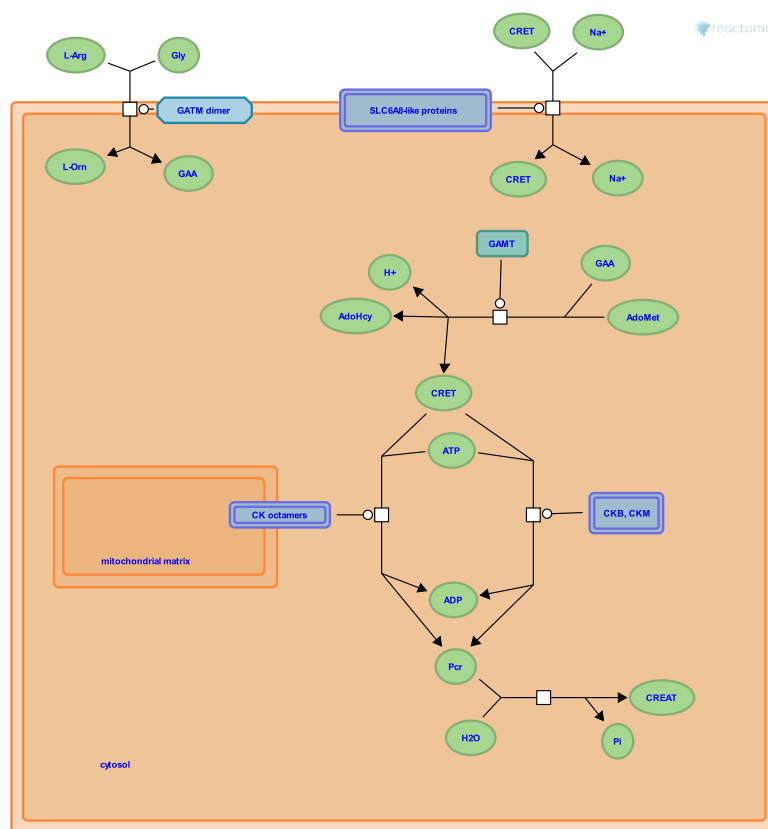 reactome
CRET
Na+
L-Arg
Gly
GATM dimer
SLC6A8-like proteins
L-Orn
GAA
CRET
Na+
GAMT
H+
GAA
AdoHcy
AdoMet
CRET
ATP
CK octamers
CKB, CKM
mitochondrial matrix
ADP
Pcr
CREAT
H2O
Pi
cytosol